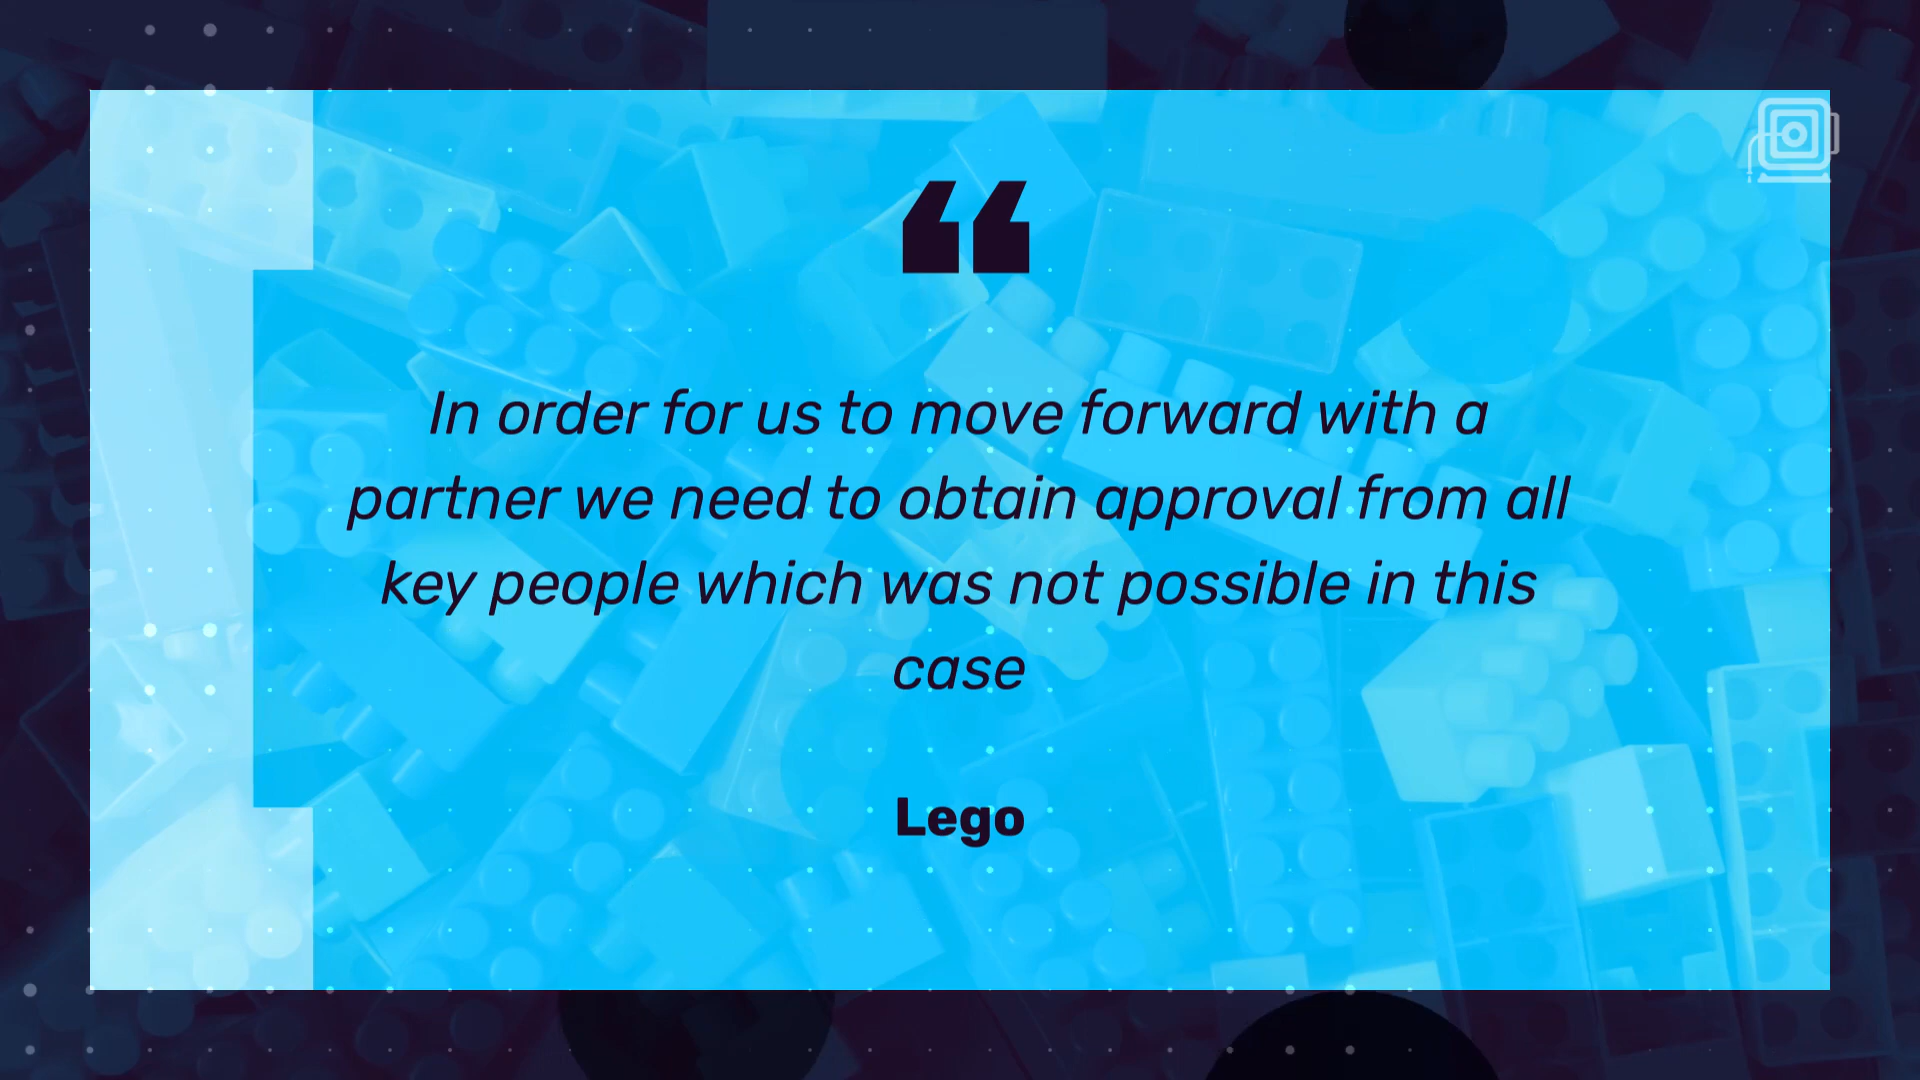 “
In order for us to move forward with a
partner we need to obtain approval from all
key people which was not possible in this
case
Lego